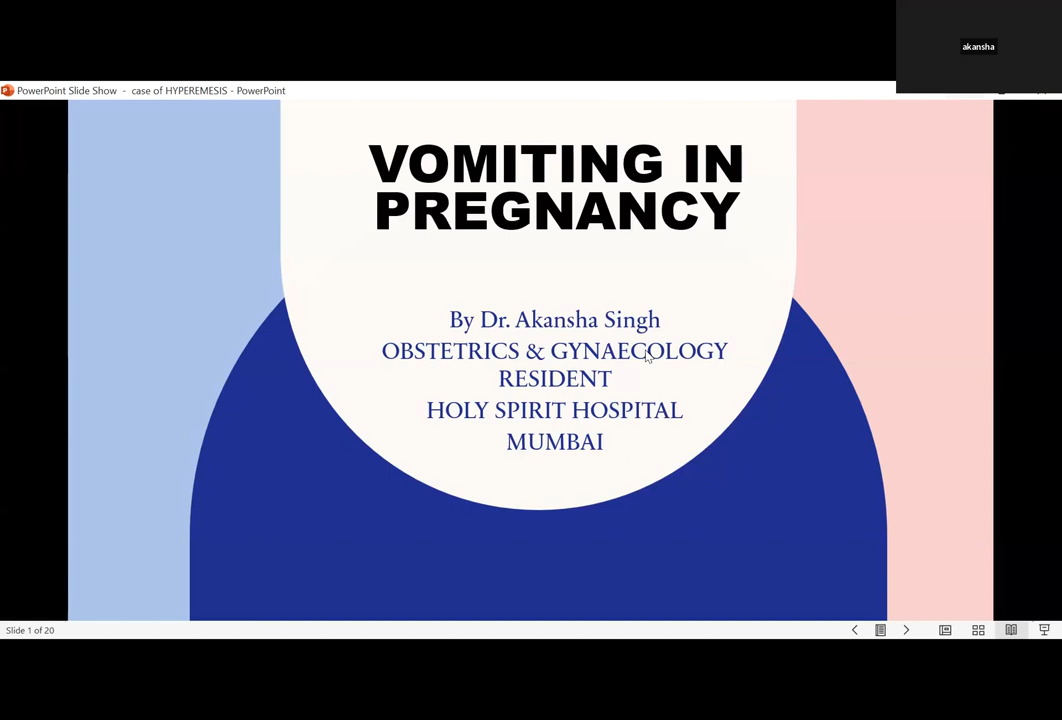 akansha
PowerPoint Slide Show - case of HYPEREMESIS - PowerPoint
VOMITING IN
PREGNANCY
By Dr. Akansha Singh
OBSTETRICS & GYNAECOLOGY
RESIDENT
HOLY SPIRIT HOSPITAL
MUMBAI
Slide 1 of 20